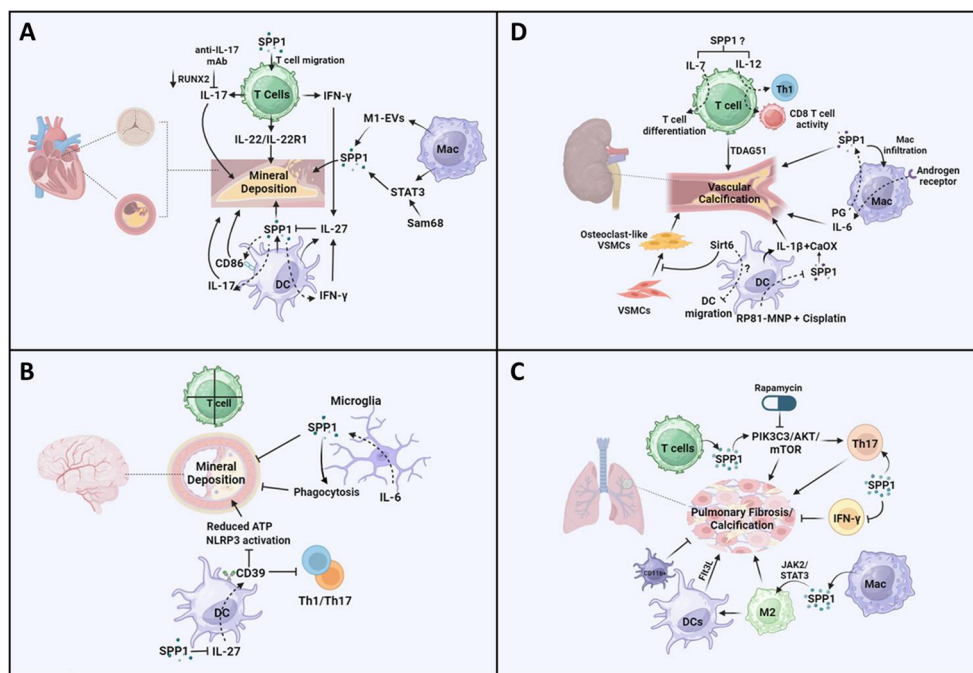 A
SPP1
T cell migration
anti-IL-17
mAb
RUNX2
IL-17
T Cells
IFN-γ
IL-22/IL-22R1
M1-EVs
Mac
SPP1
Mineral
Deposition
STAT3
Sam68
SPP1
IL-27
CD86
DC
IL-17
IFN-γ
D
SPP1 ?
IL-7
IL-12
T cell
Th1
T cell
differentiation
CD8 T cell
activity
TDAG51
SPP1
Mac
infiltration
Androgen
receptor
Vascular
Calcification
Mac
PG
IL-6
Osteoclast-like
VSMCs
Sirt6
IL-1β+CaOX
?
DC
SPP1
VSMCs
DC
migration
RP81-MNP + Cisplatin
B
T cell
Microglia
SPP1
Mineral
Deposition
Phagocytosis
IL-6
Reduced ATP
NLRP3 activation
CD39
Th1/Th17
DC
SPP1
IL-27
C
Rapamycin
T cells
SPP1
PIK3C3/AKT/
mTOR
Th17
SPP1
Pulmonary Fibrosis/
Calcification
IFN-γ
CD11b+
Flt3L
JAK2/
STAT3
Mac
SPP1
M2
DCs